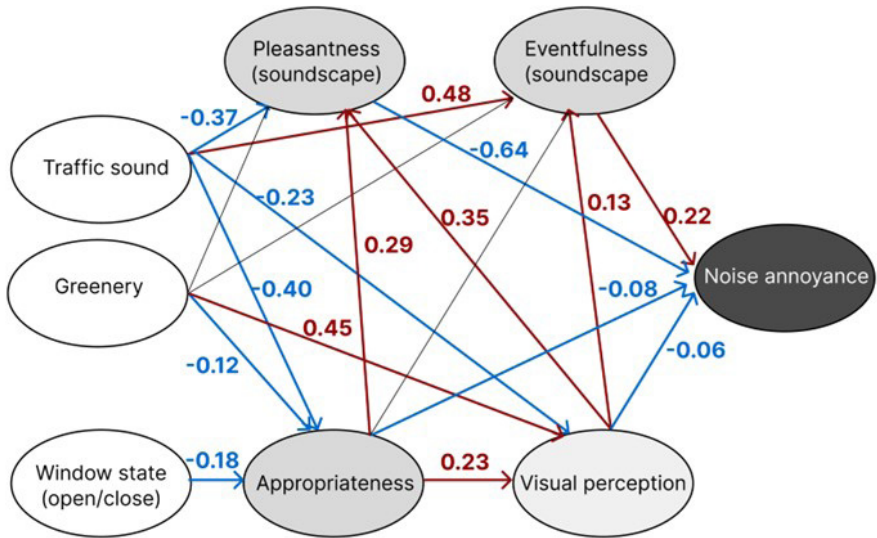 Pleasantness
(soundscape)
Eventfulness
(soundscape
0.48
-0.37
Traffic sound
-0.64
-0.23
0.35
0.13
0.22
0.29
Greenery
Noise annoyance
-0.40
-0.08
0.45
-0.12
-0.06
Window state
(open/close)
-0.18
Appropriateness
0.23
Visual perception